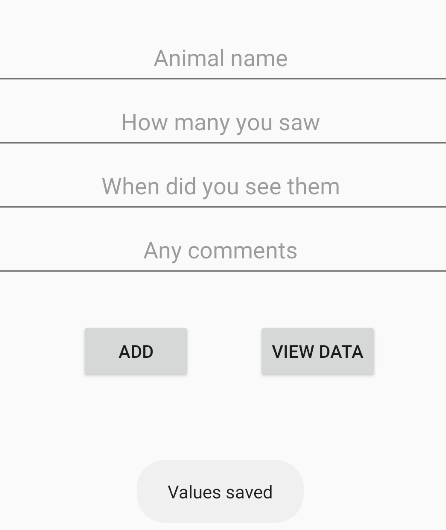 Animal name
How many you saw
When did you see them
Any comments
ADD
VIEW DATA
Values saved